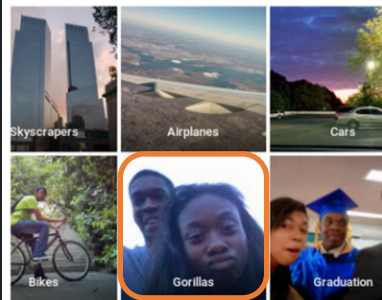 Skyscrapers
Airplanes
Cars
Bikes
Gorillas
Graduation